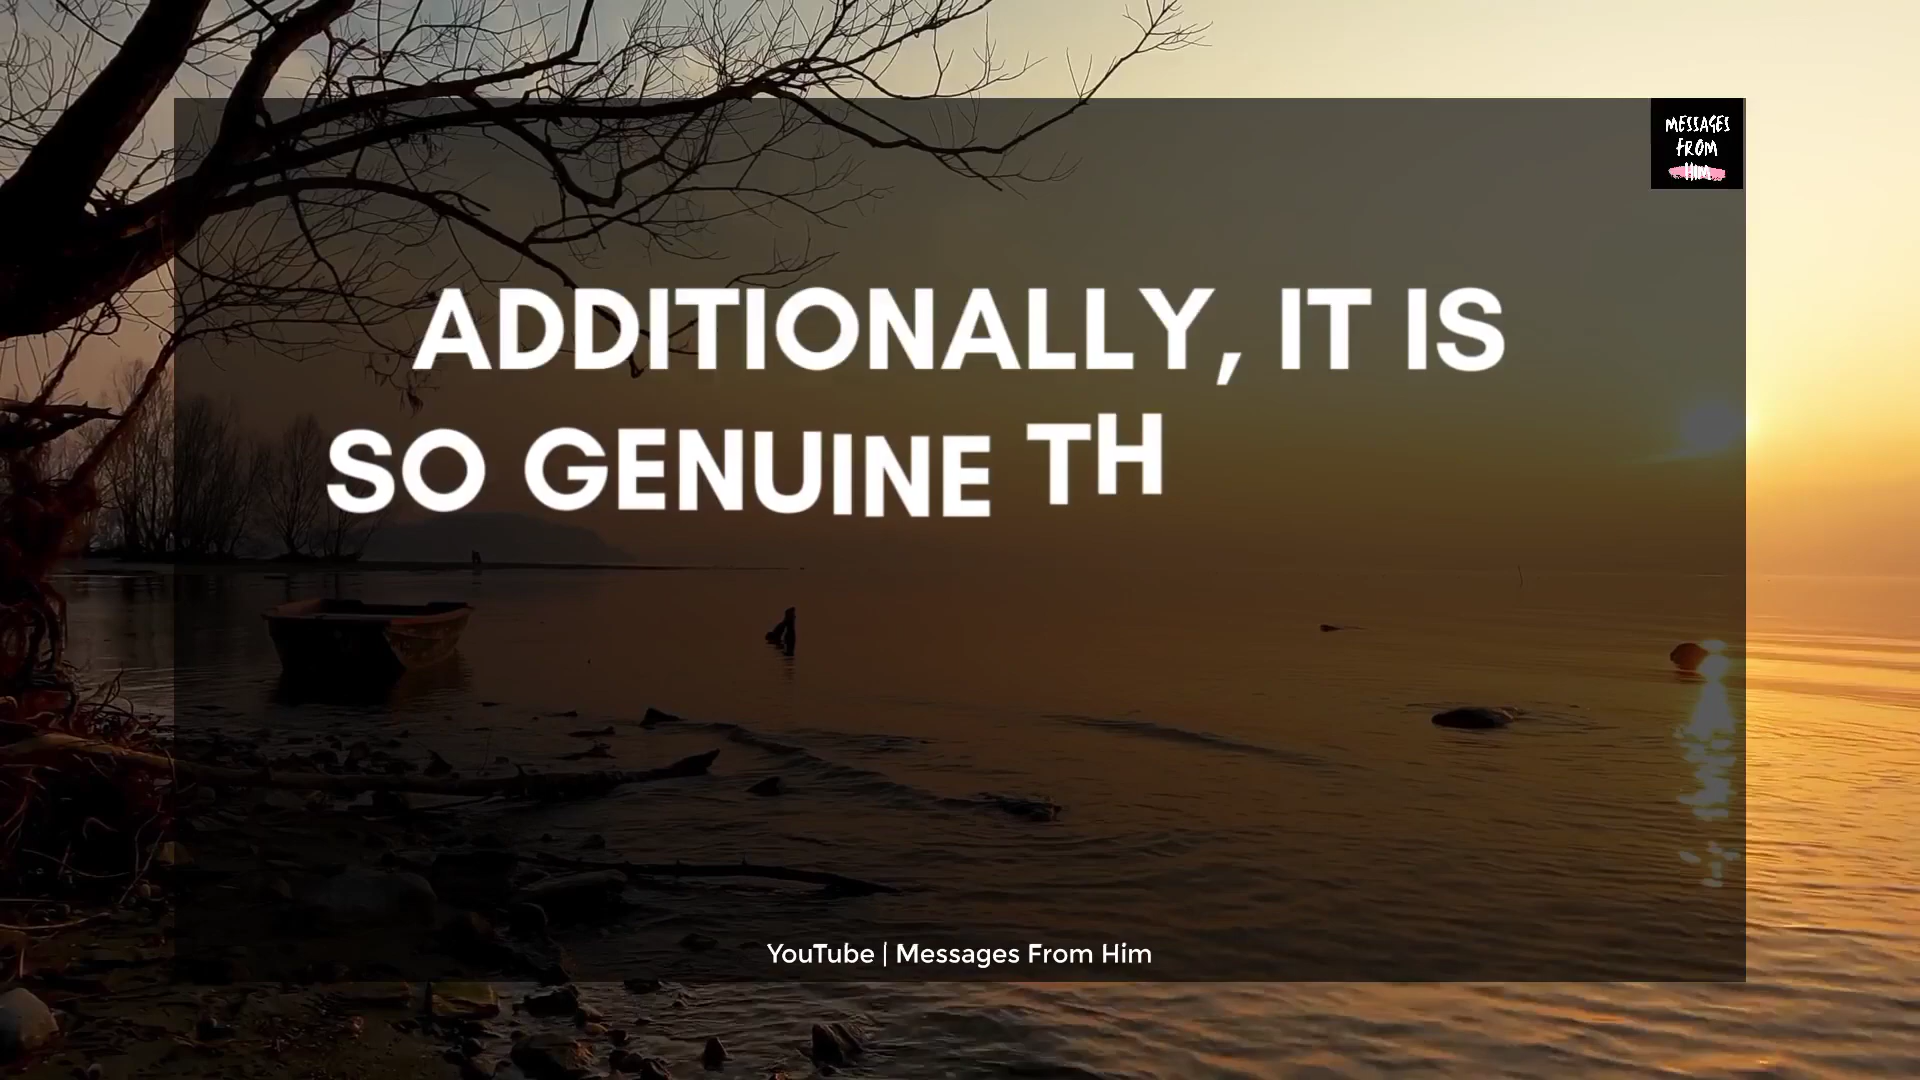 MESSAGES
FROM
HIM
ADDITIONALLY, IT IS
SO GENUINE TH
YouTube | Messages From Him